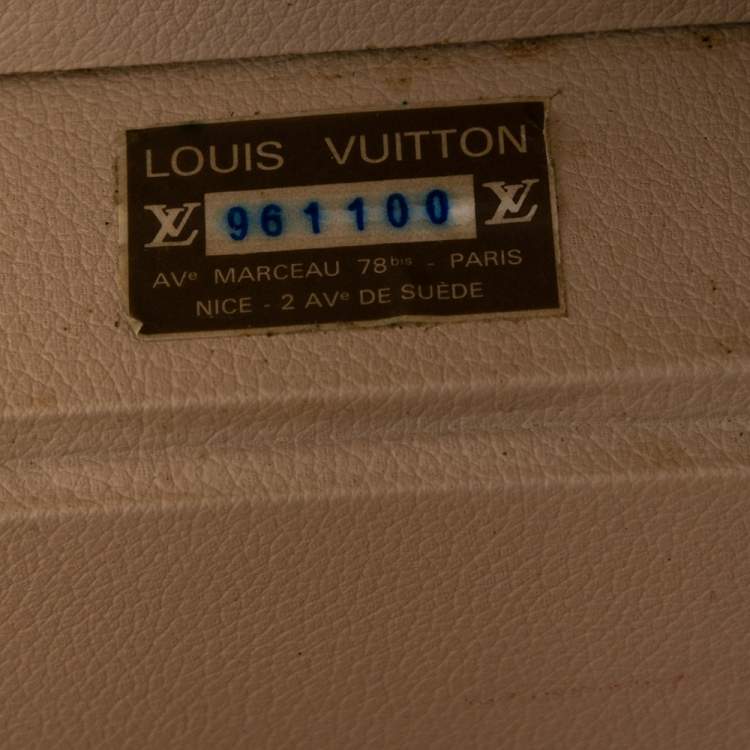 LOUIS VUITTON
LV 961100 LV
AVe MARCEAU 78bis - PARIS
NICE - 2 AVe DE SUÈDE